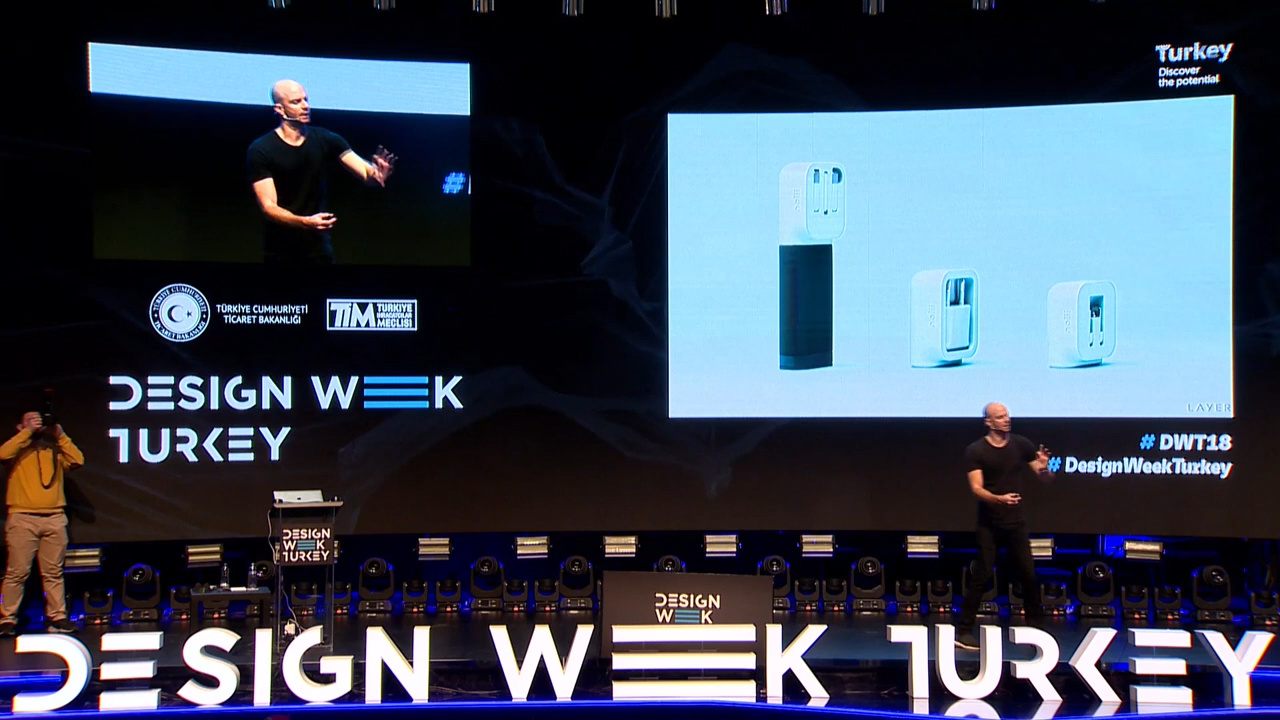 Turkey
Discover
the potential
#
LAYER
TÜRKİYE CUMHURİYETİ
TİCARET BAKANLIĞI
TİM TÜRKİYE
İHRACATÇILAR
MECLİSİ
DESIGN WEEK
TURKEY
# DWT18
# DesignWeekTurkey
DESIGN
WEEK
TURKEY
DESIGN
WEEK
DESIGN WEEK TURKEY